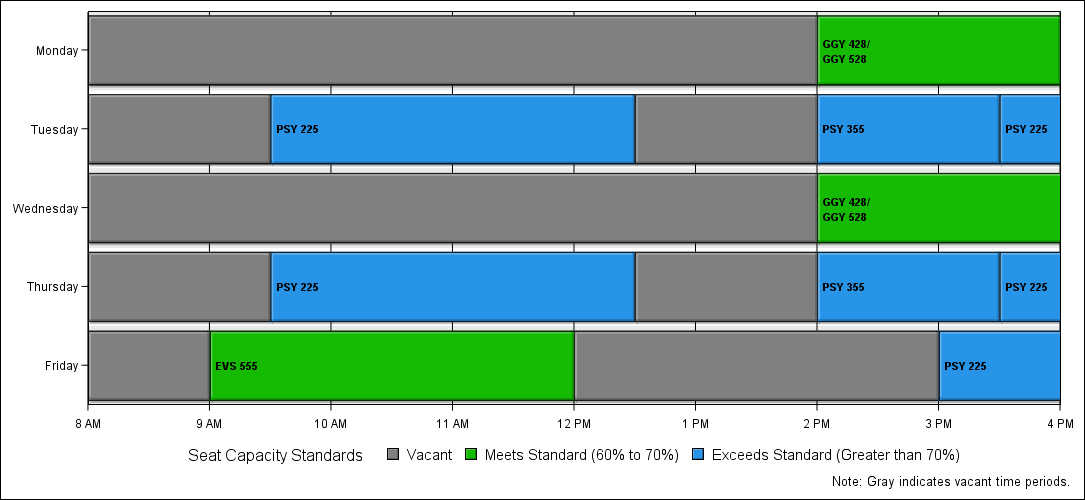 Monday
GGY 428/
GGY 528
Tuesday
PSY 225
PSY 355
PSY 225
Wednesday
GGY 428/
GGY 528
Thursday
PSY 225
PSY 355
PSY 225
Friday
EVS 555
PSY 225
8 AM 9 AM 10 AM 11 AM 12 PM 1 PM 2 PM 3 PM 4 PM
Seat Capacity Standards Vacant Meets Standard (60% to 70%) Exceeds Standard (Greater than 70%)
Note: Gray indicates vacant time periods.